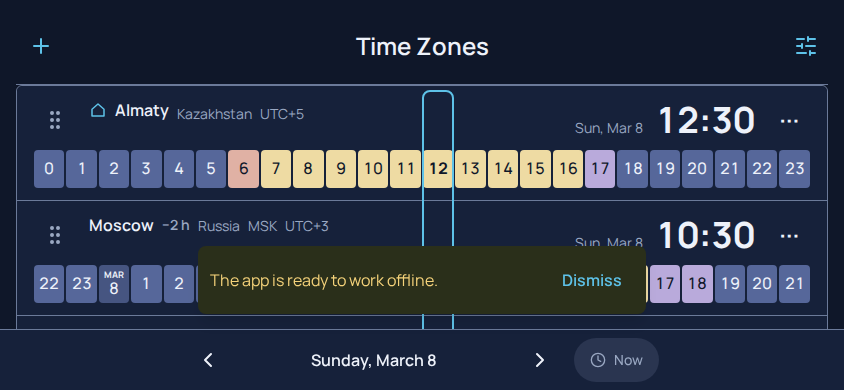 Time Zones
Almaty Kazakhstan UTC+5
Sun, Mar 8 12:30
0 1 2 3 4 5 6 7 8 9 10 11 12 13 14 15 16 17 18 19 20 21 22 23
Moscow −2 h Russia MSK UTC+3
Sun, Mar 8 10:30
22 23 MAR 8 1 2 17 18 19 20 21
The app is ready to work offline. Dismiss
Sunday, March 8 Now